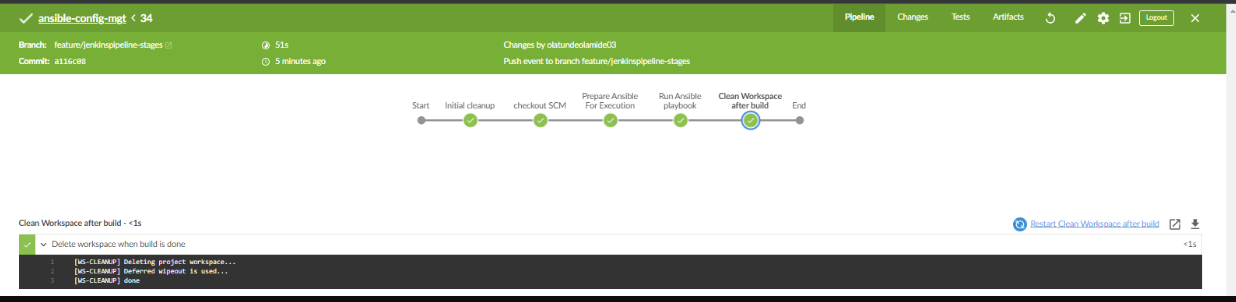 ansible-config-mgt < 34
Pipeline
Changes
Tests
Artifacts
Logout
Branch: feature/jenkinspipeline-stages
51s
Changes by olatundeolamide03
Commit: a116c08
5 minutes ago
Push event to branch feature/jenkinspipeline-stages
Start
Initial cleanup
checkout SCM
Prepare Ansible
For Execution
Run Ansible
playbook
Clean Workspace
after build
End
Clean Workspace after build - <1s
Restart Clean Workspace after build
Delete workspace when build is done
<1s
1 [WS-CLEANUP] Deleting project workspace...
2 [WS-CLEANUP] Deferred wipeout is used...
3 [WS-CLEANUP] done